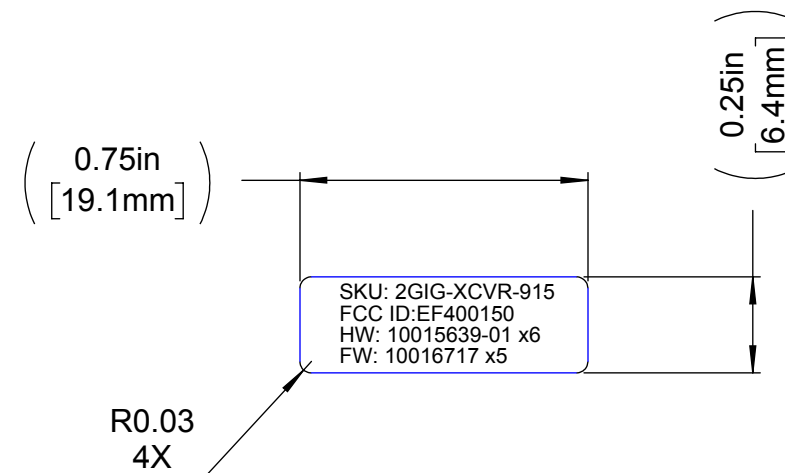 0.75in
[19.1mm]
0.25in
[6.4mm]
SKU: 2GIG-XCVR-915
FCC ID:EF400150
HW: 10015639-01 x6
FW: 10016717 x5
R0.03
4X